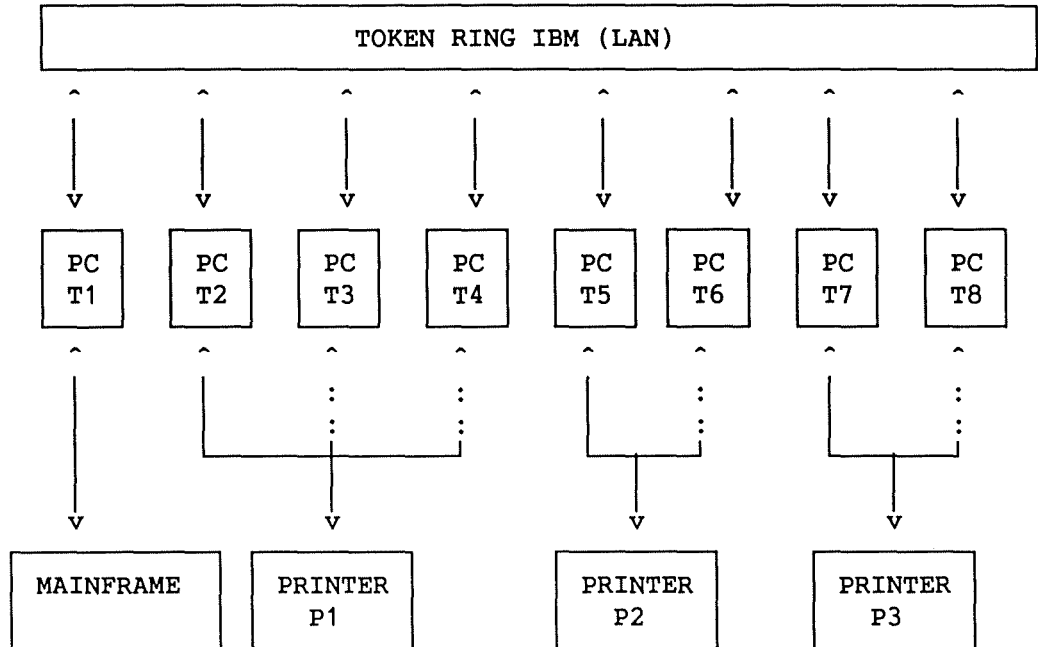 TOKEN RING IBM (LAN)
PC PC PC PC PC PC PC PC
T1 T2 T3 T4 T5 T6 T7 T8
MAINFRAME PRINTER PRINTER PRINTER
P1 P2 P3